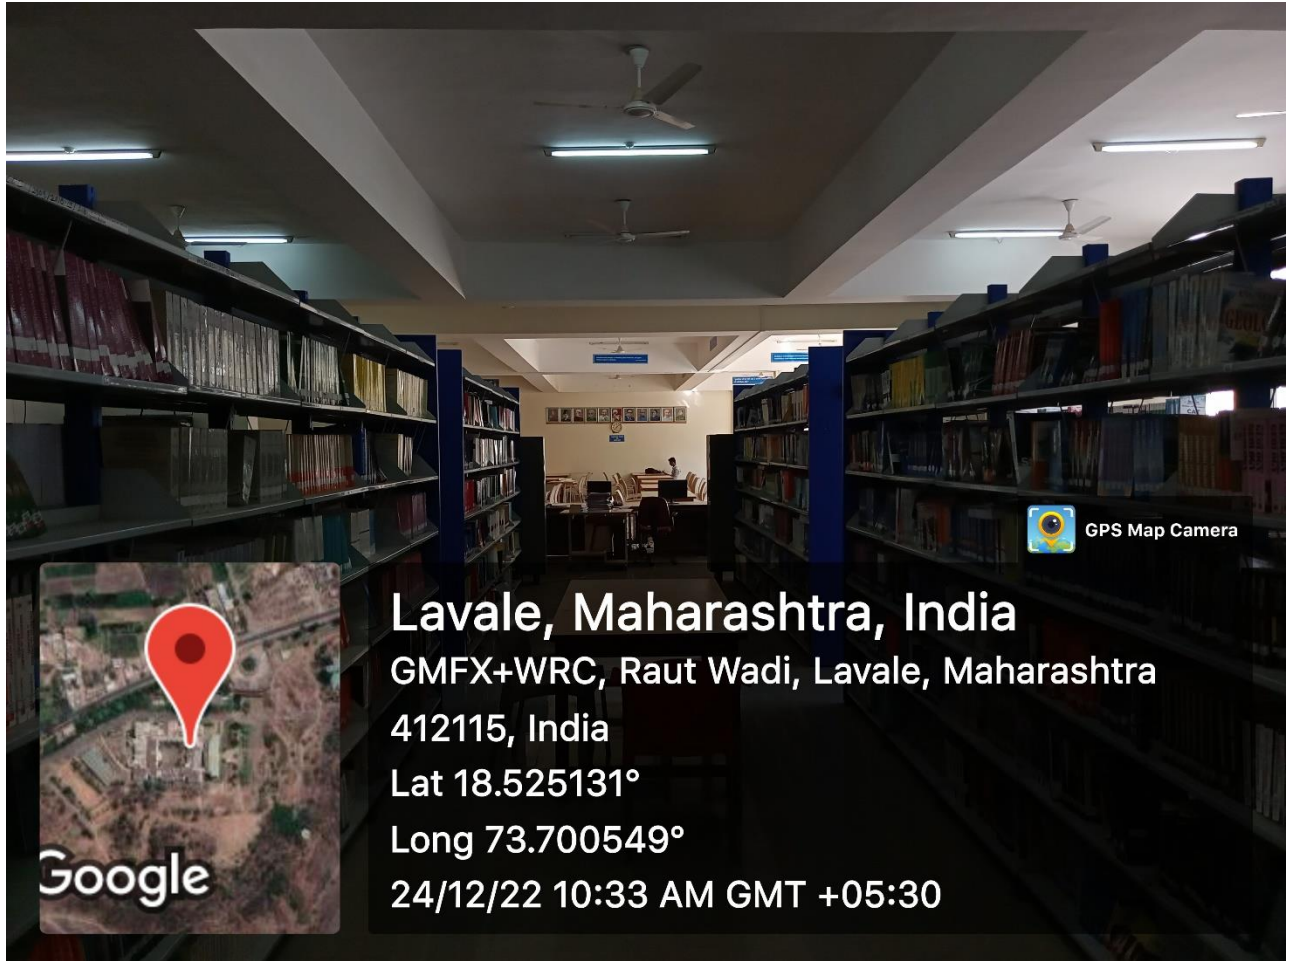 GPS Map Camera
Lavale, Maharashtra, India
GMFX+WRC, Raut Wadi, Lavale, Maharashtra
412115, India
Lat 18.525131°
Long 73.700549°
24/12/22 10:33 AM GMT +05:30
Google